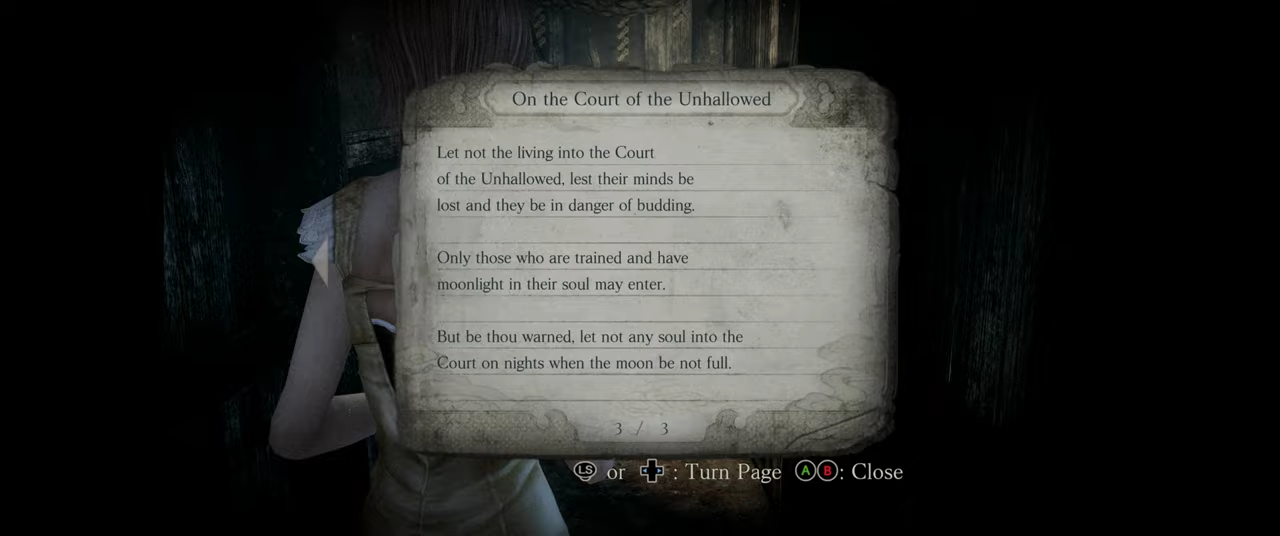 On the Court of the Unhallowed
Let not the living into the Court
of the Unhallowed, lest their minds be
lost and they be in danger of budding.
Only those who are trained and have
moonlight in their soul may enter.
But be thou warned, let not any soul into the
Court on nights when the moon be not full.
3 / 3
LS or : Turn Page A B : Close